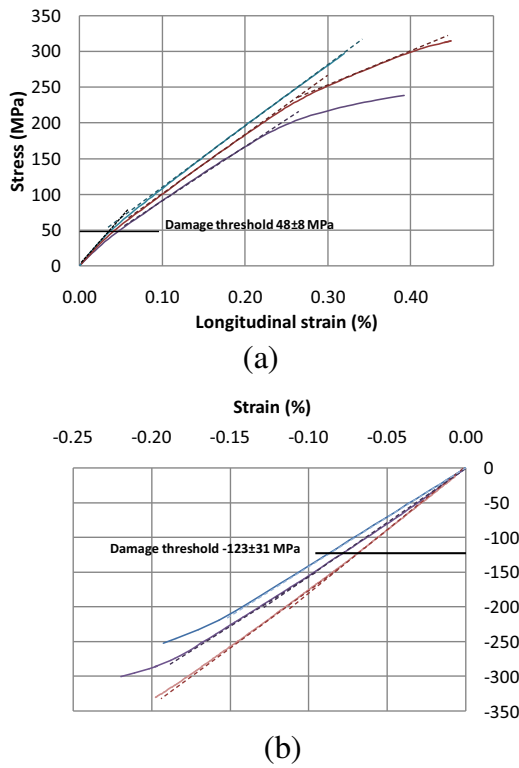 350
300
250
200
150
100
50
0
Stress (MPa)
Damage threshold 48±8 MPa
0.00 0.10 0.20 0.30 0.40
Longitudinal strain (%)
(a)
Strain (%)
-0.25 -0.20 -0.15 -0.10 -0.05 0.00
0
-50
-100
Damage threshold -123±31 MPa
-150
-200
-250
-300
-350
(b)